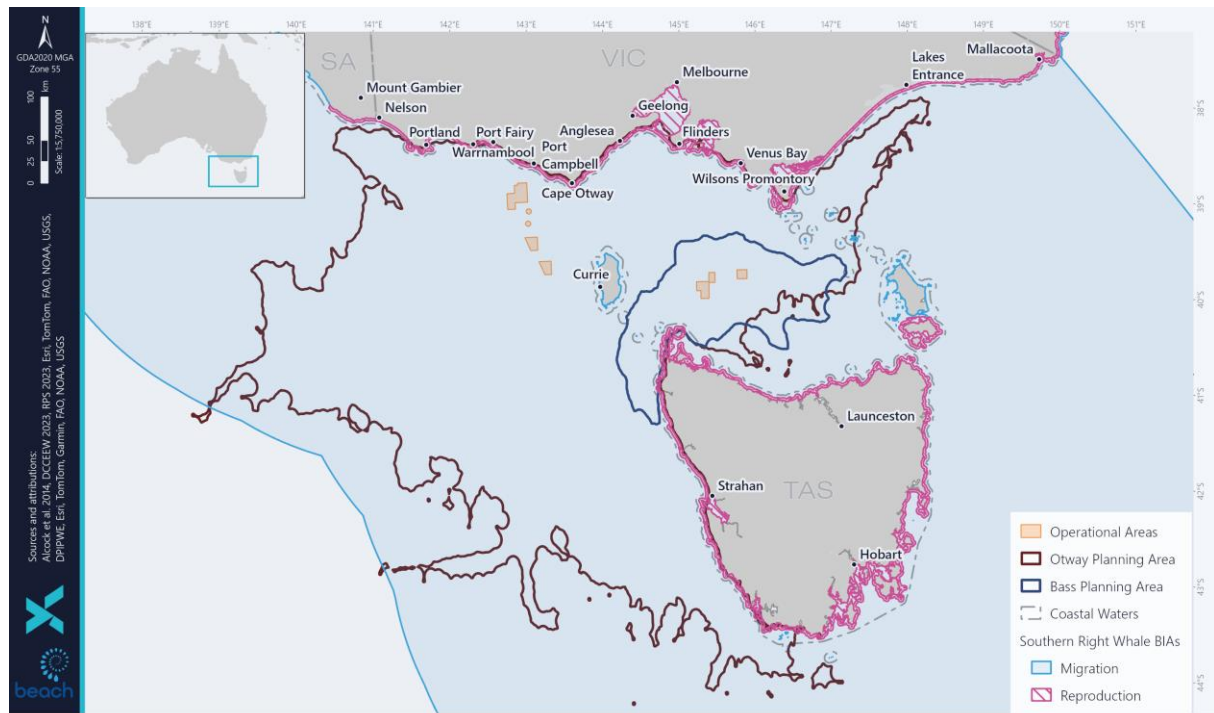 N
GDA2020 MGA
Zone 55
0 25 50 100
km
Scale: 1:5,750,000
Sources and attributions:
Alcock et al. 2014, DCCEEW 2023, RPS 2023, Esri, TomTom, FAO, NOAA, USGS,
DPIPWE, Esri, TomTom, Garmin, FAO, NOAA, USGS
beach
138°E
139°E
140°E
141°E
142°E
143°E
144°E
145°E
146°E
147°E
148°E
149°E
150°E
151°E
38°S
39°S
40°S
41°S
42°S
43°S
44°S
SA
VIC
Mount Gambier
Nelson
Portland
Port Fairy
Warrnambool
Port
Campbell
Cape Otway
Anglesea
Geelong
Melbourne
Flinders
Venus Bay
Wilsons Promontory
Lakes
Entrance
Mallacoota
Currie
Launceston
Strahan
TAS
Hobart
Operational Areas
Otway Planning Area
Bass Planning Area
Coastal Waters
Southern Right Whale BIAs
Migration
Reproduction